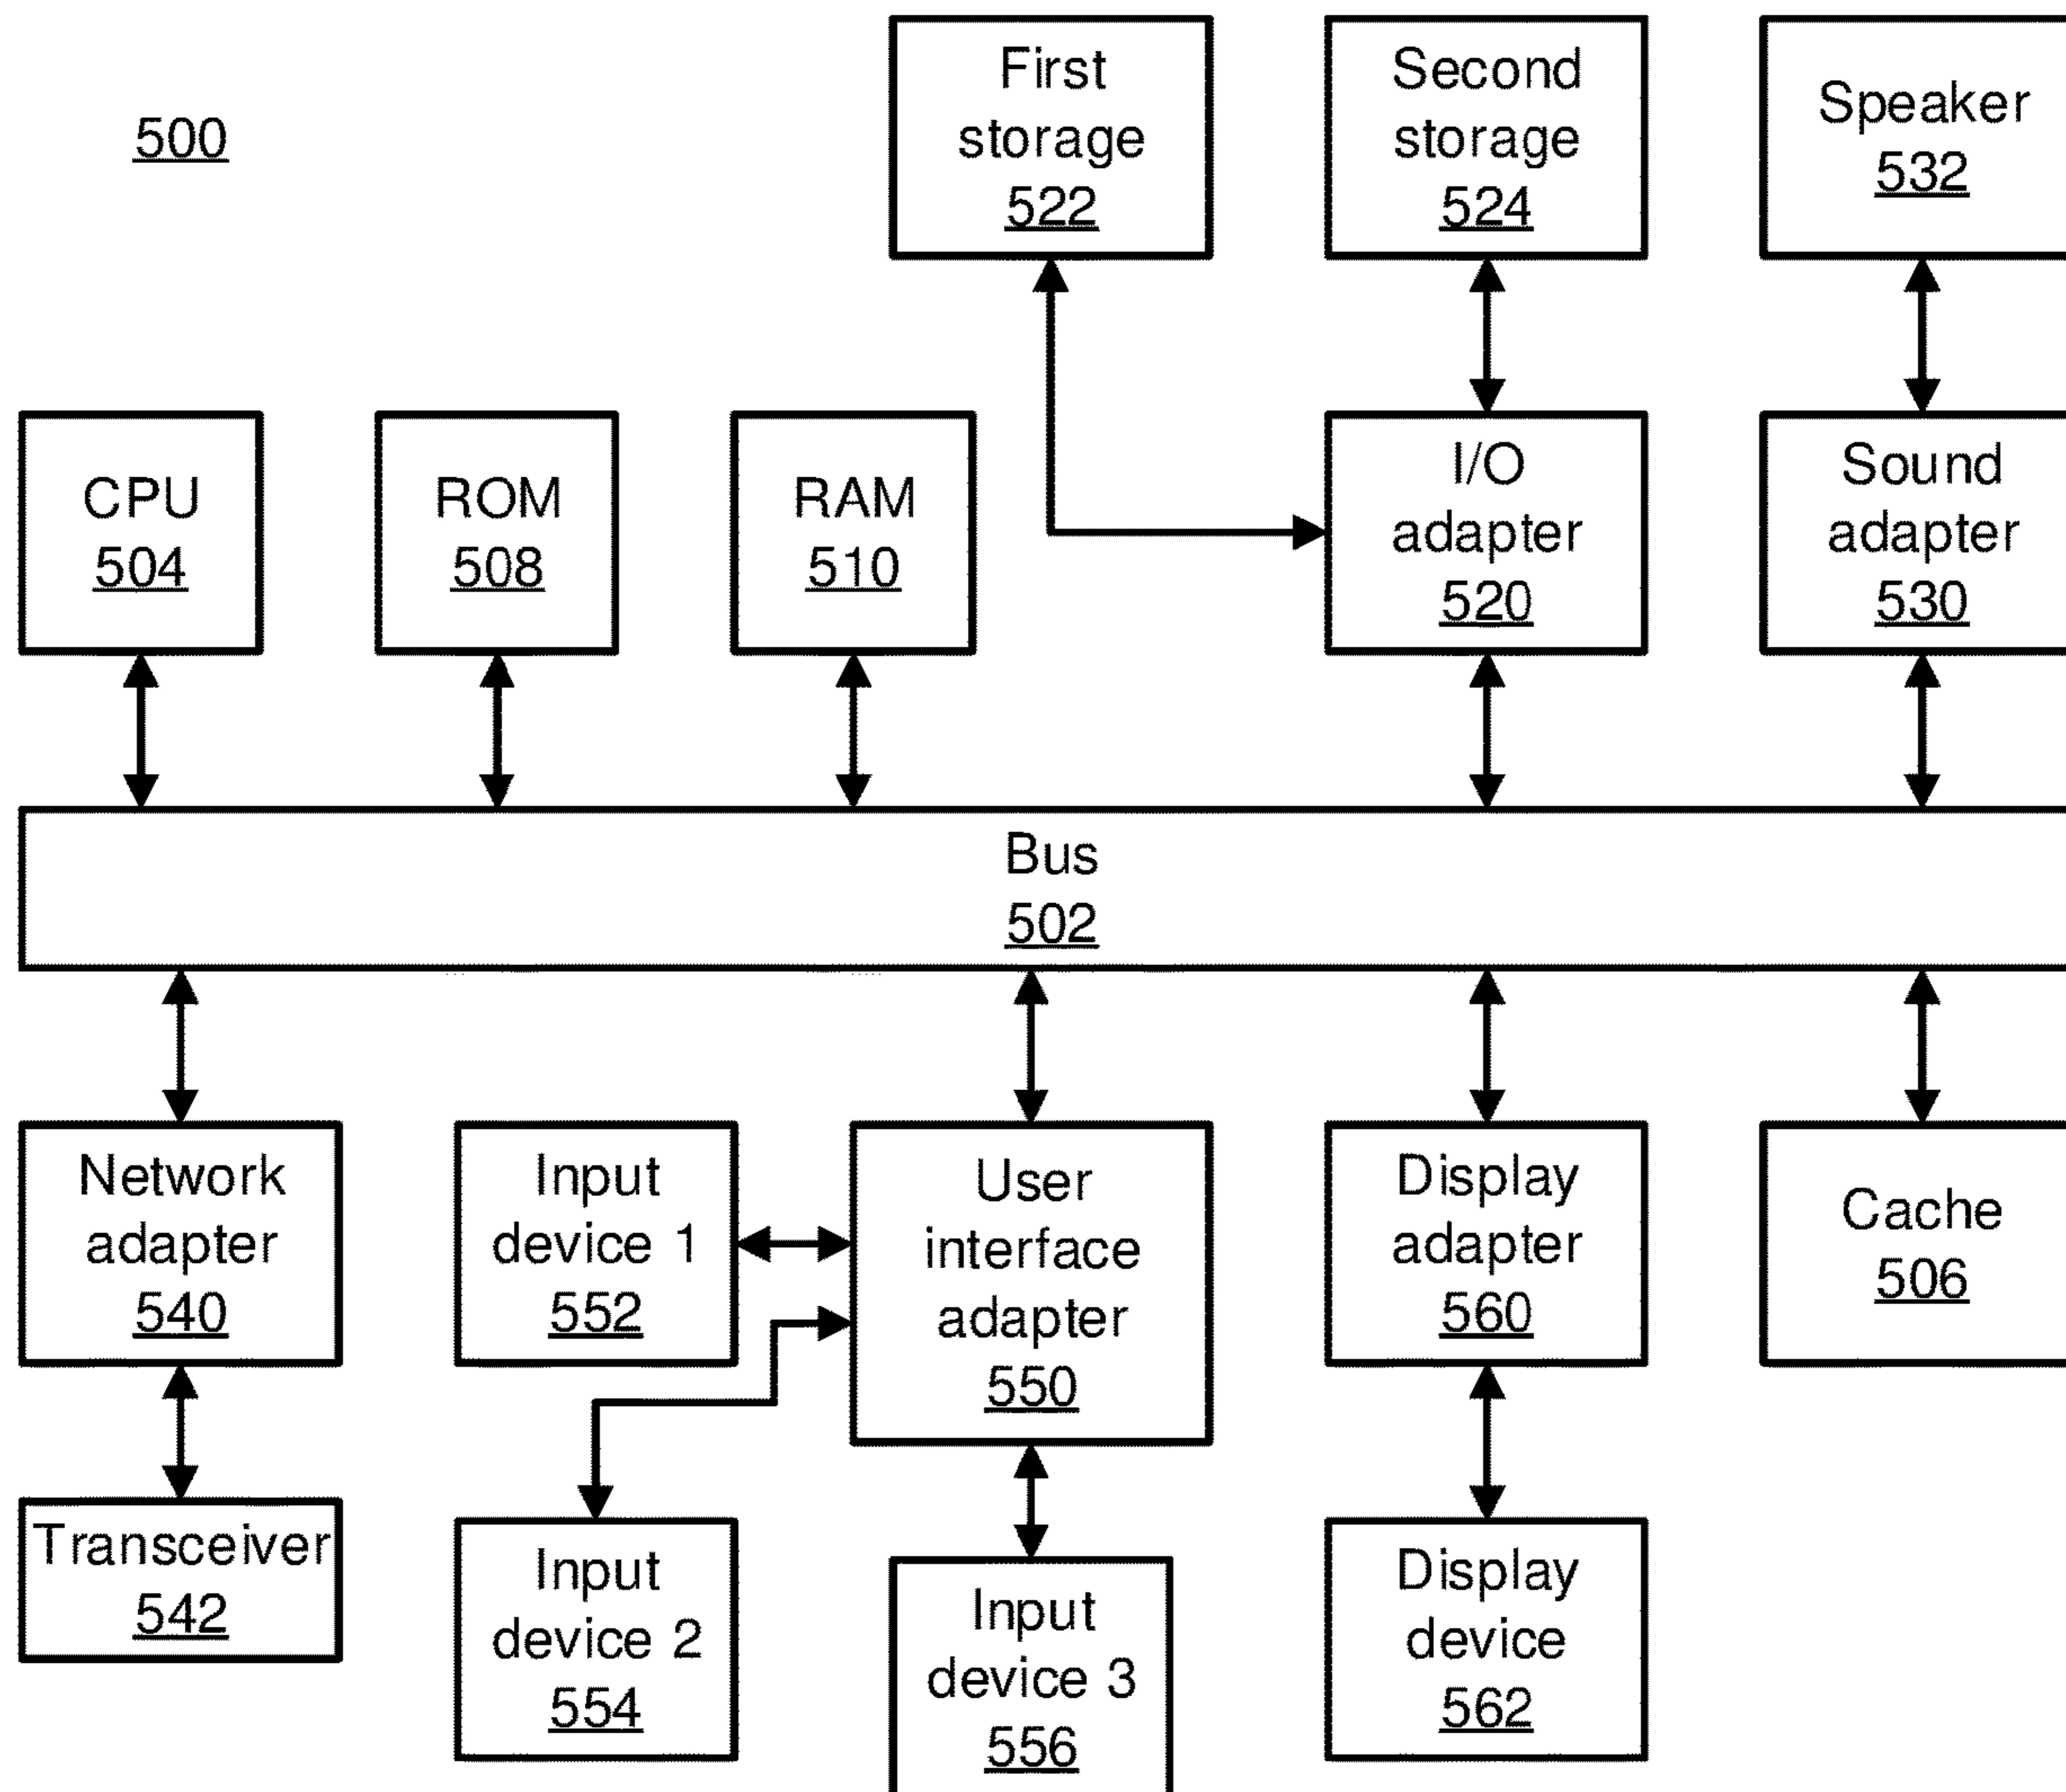 500
First
storage
522
Second
storage
524
Speaker
532
CPU
504
ROM
508
RAM
510
I/O
adapter
520
Sound
adapter
530
Bus
502
Network
adapter
540
Input
device 1
552
User
interface
adapter
550
Display
adapter
560
Cache
506
Transceiver
542
Input
device 2
554
Input
device 3
556
Display
device
562